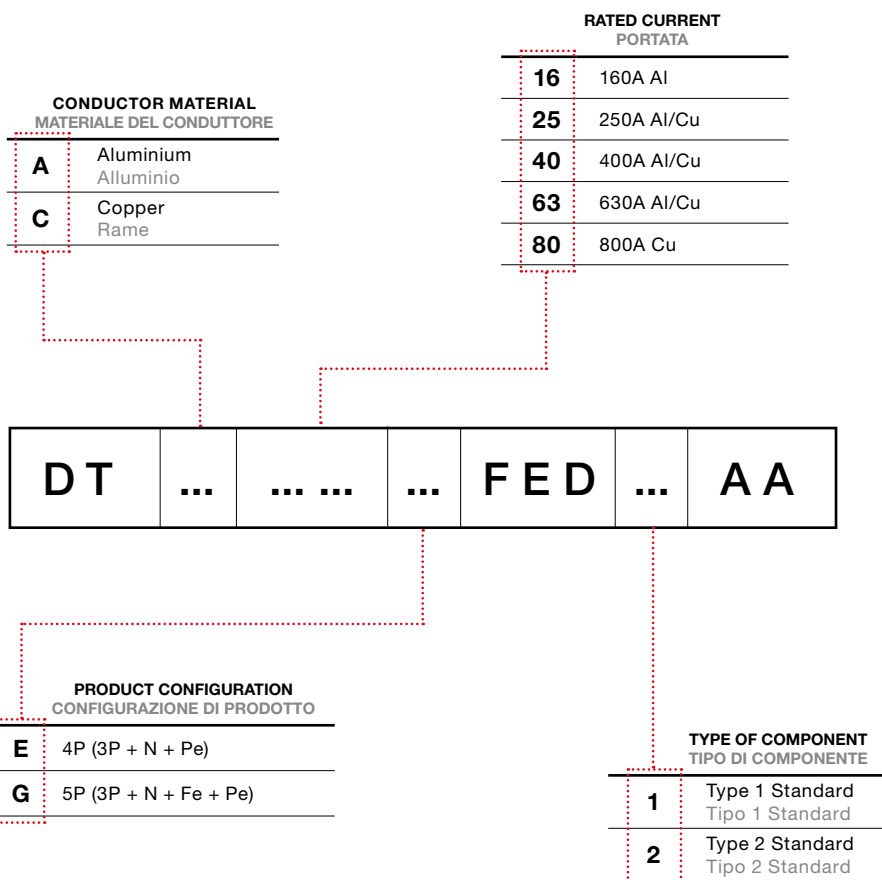 RATED CURRENT
PORTATA
16 160A Al
25 250A Al/Cu
40 400A Al/Cu
63 630A Al/Cu
80 800A Cu
CONDUCTOR MATERIAL
MATERIALE DEL CONDUTTORE
A Aluminium
Alluminio
C Copper
Rame
D T ... ... ... ... F E D ... A A
PRODUCT CONFIGURATION
CONFIGURAZIONE DI PRODOTTO
E 4P (3P + N + Pe)
G 5P (3P + N + Fe + Pe)
TYPE OF COMPONENT
TIPO DI COMPONENTE
1 Type 1 Standard
Tipo 1 Standard
2 Type 2 Standard
Tipo 2 Standard